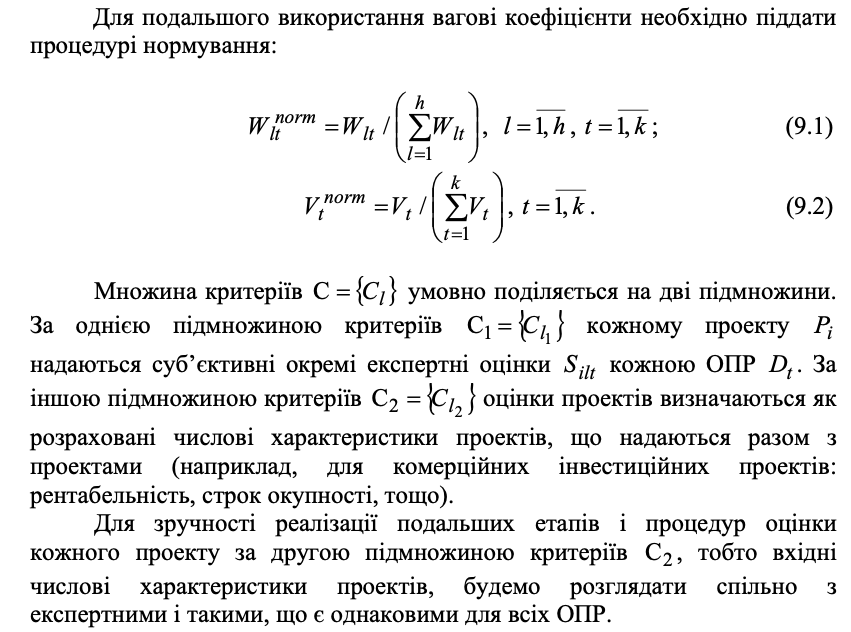 Для подальшого використання вагові коефіцієнти необхідно піддати
процедурі нормування:
W_{lt}^{norm} = W_{lt} / \left( \sum_{l=1}^{h} W_{lt} \right), l = \overline{1,h}, t = \overline{1,k}; (9.1)
V_t^{norm} = V_t / \left( \sum_{t=1}^{k} V_t \right), t = \overline{1,k}. (9.2)
Множина критеріїв C = {C_l} умовно поділяється на дві підмножини.
За однією підмножиною критеріїв C_1 = {C_{l_1}} кожному проекту P_i
надаються суб’єктивні окремі експертні оцінки S_{ilt} кожною ОПР D_t. За
іншою підмножиною критеріїв C_2 = {C_{l_2}} оцінки проектів визначаються як
розраховані числові характеристики проектів, що надаються разом з
проектами (наприклад, для комерційних інвестиційних проектів:
рентабельність, строк окупності, тощо).
Для зручності реалізації подальших етапів і процедур оцінки
кожного проекту за другою підмножиною критеріїв C_2, тобто вхідні
числові характеристики проектів, будемо розглядати спільно з
експертними і такими, що є однаковими для всіх ОПР.